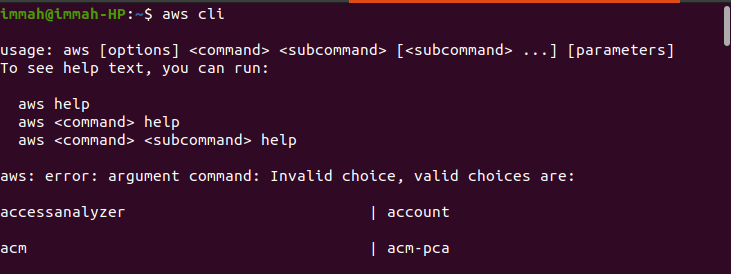 immah@immah-HP:~$ aws cli
usage: aws [options] <command> <subcommand> [<subcommand> ...] [parameters]
To see help text, you can run:
aws help
aws <command> help
aws <command> <subcommand> help
aws: error: argument command: Invalid choice, valid choices are:
accessanalyzer | account
acm | acm-pca